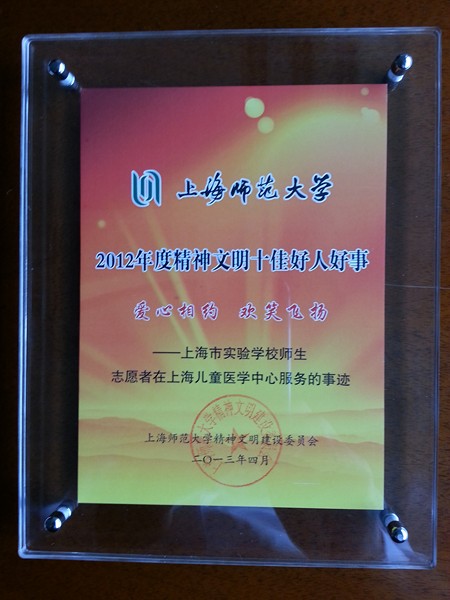 上海师范大学
2012年度精神文明十佳好人好事
爱心相约 欢笑飞扬
——上海市实验学校师生
志愿者在上海儿童医学中心服务的事迹
上海师范大学精神文明建设委员会
二〇一三年四月